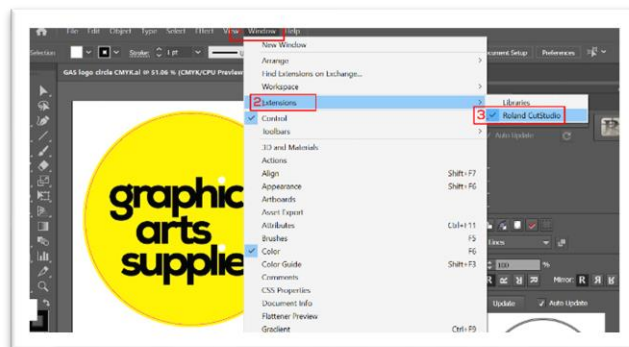 File Edit Object Type Select Effect View Window Help
Selection Stroke: 1 pt Document Setup Preferences
GAS logo circle CMYK.ai @ 51.06 % (CMYK/CPU Preview)
New Window
Arrange
Find Extensions on Exchange...
Workspace
2 Extensions
Libraries
3 Roland CutStudio
Control
Toolbars
Auto Update
3D and Materials
Actions
Align Shift+F7
Appearance Shift+F6
Artboards
Asset Export
Attributes Ctrl+F11
Brushes F5
Color F6
Color Guide Shift+F3
Comments
CSS Properties
Document Info
Flattener Preview
Gradient Ctrl+F9
graphic
arts
supplie
Lines
100 %
Mirror: R
Update Auto Update